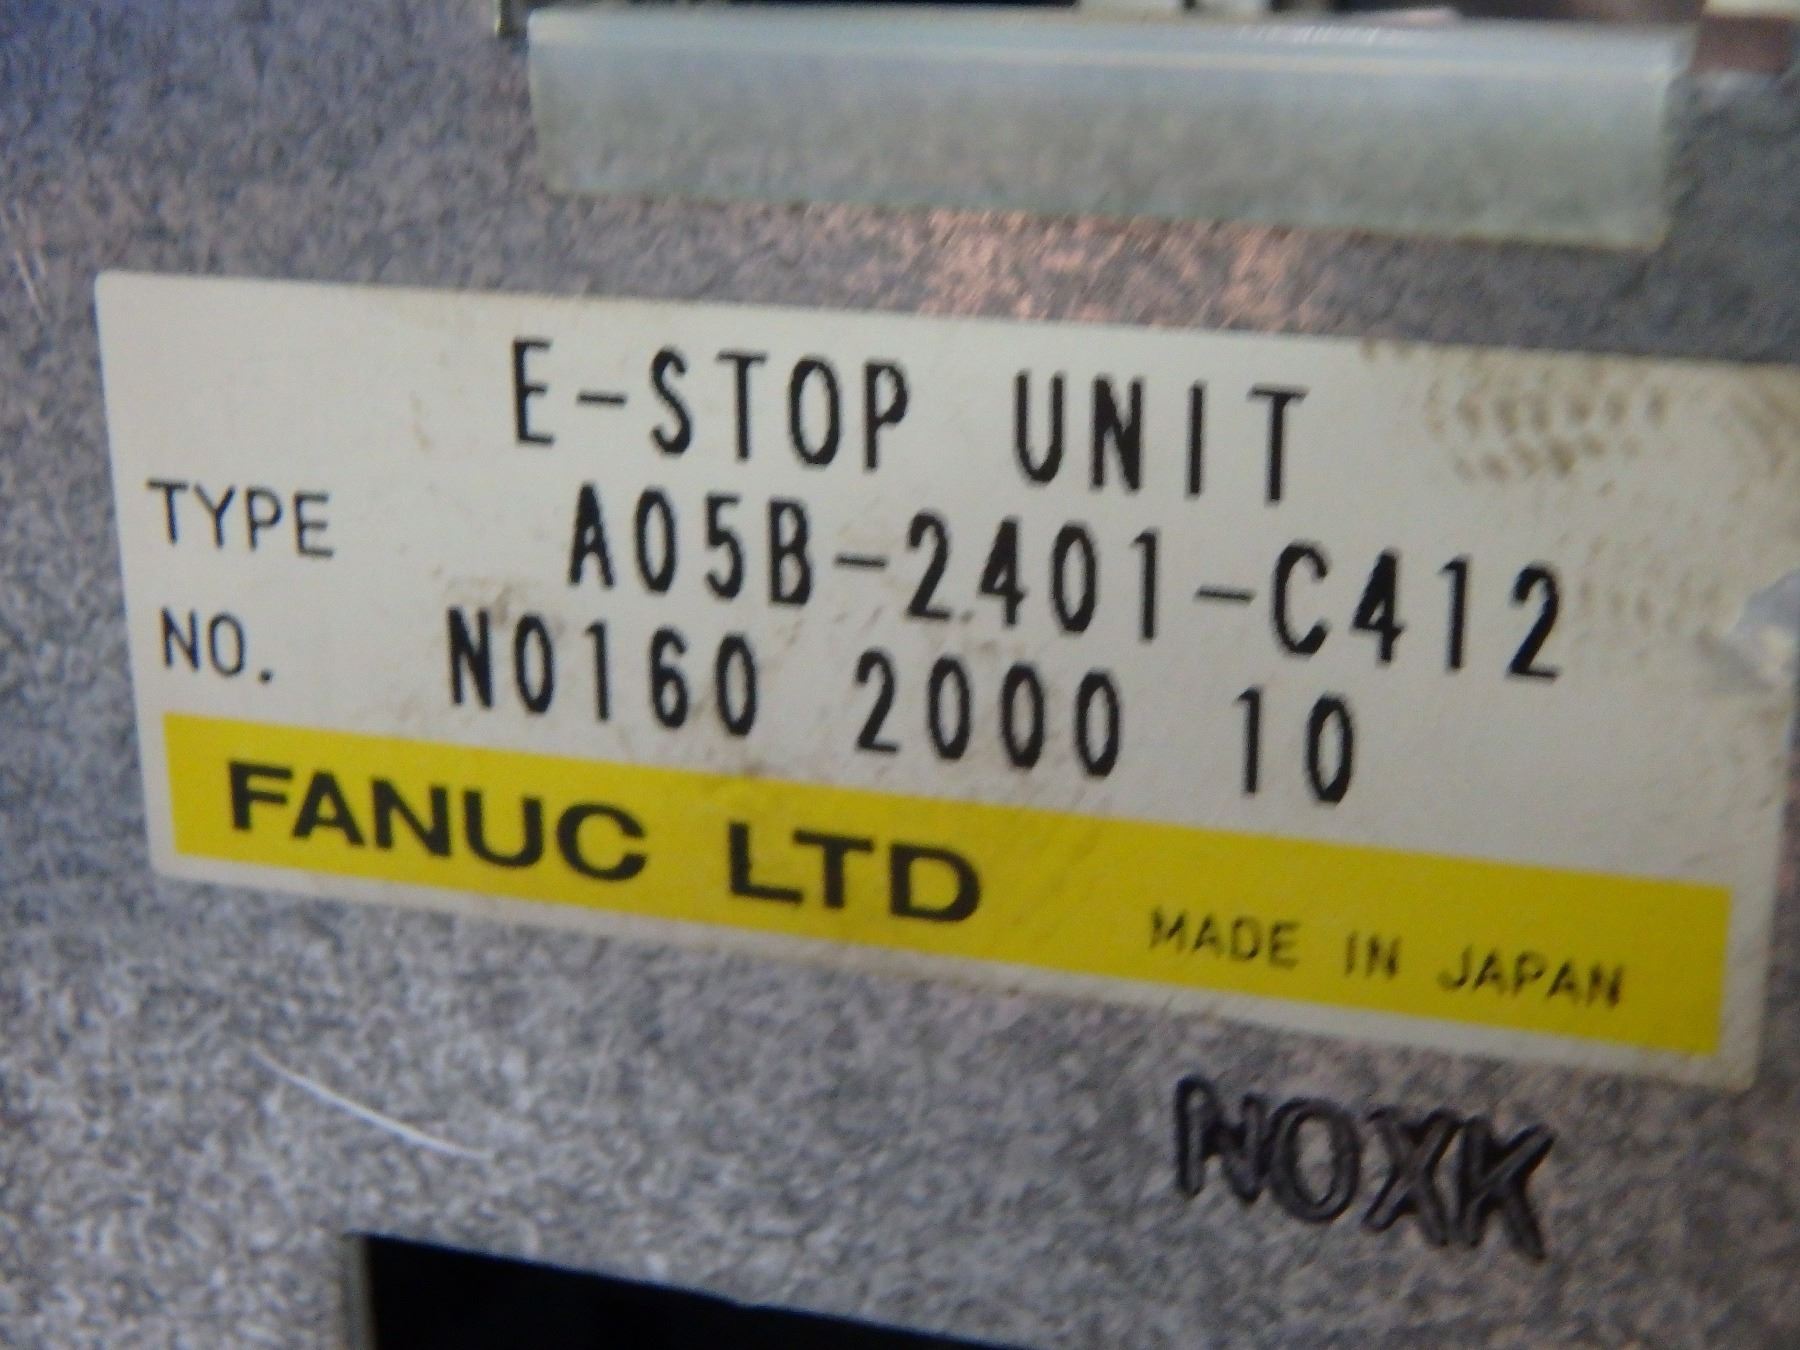 E-STOP UNIT
TYPE A05B-2401-C412
NO. N0160 2000 10
FANUC LTD MADE IN JAPAN
NOXK